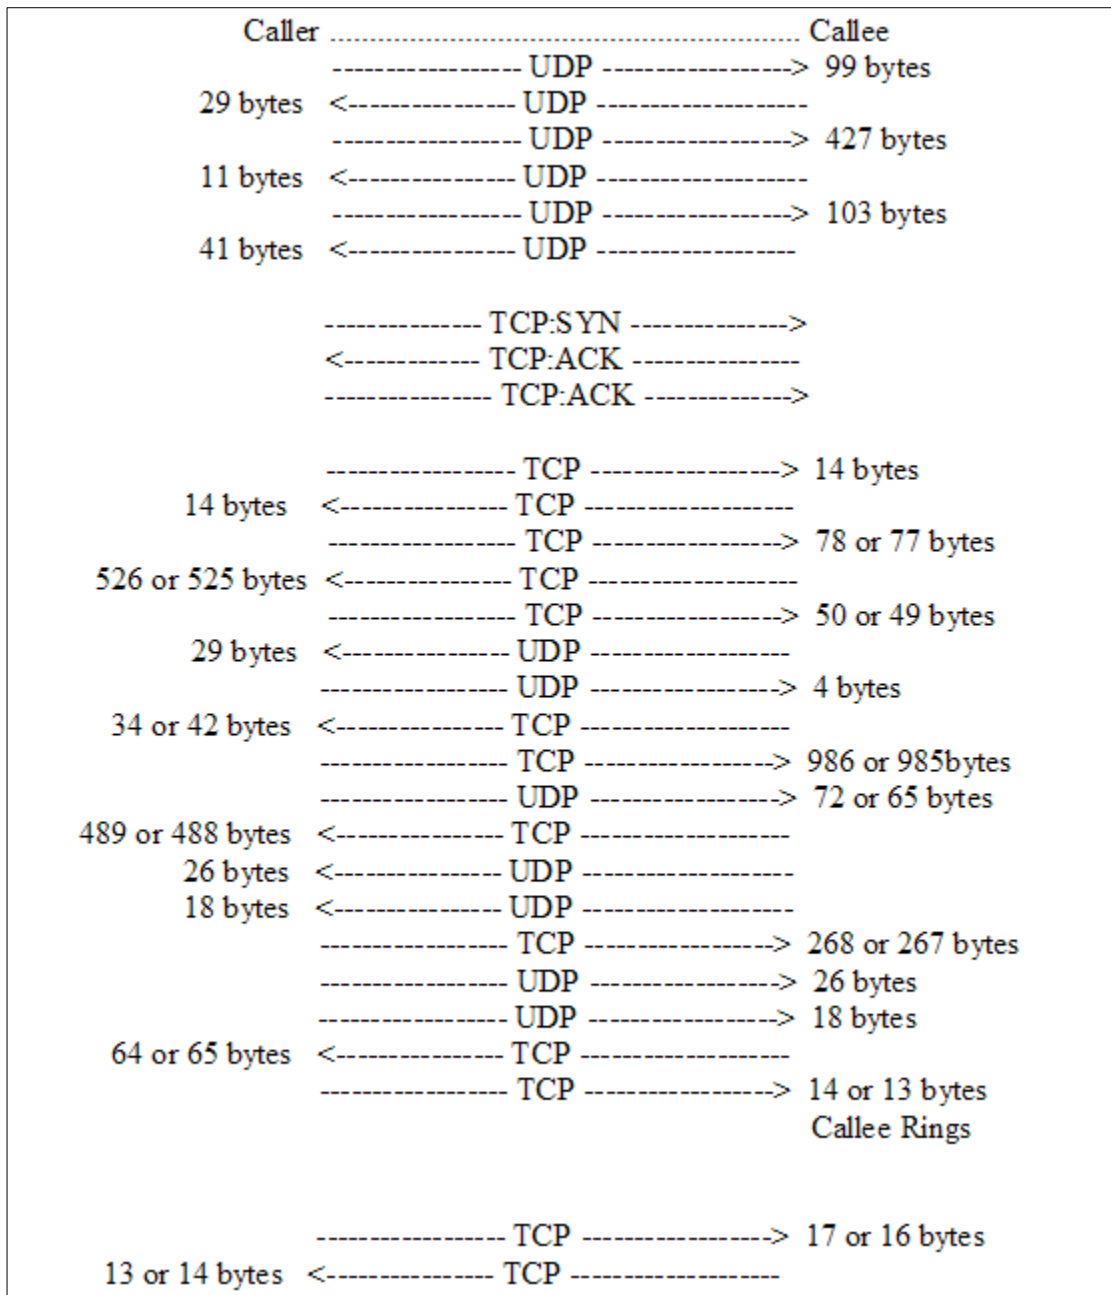 Caller ........................................................... Callee
------------------ UDP ------------------> 99 bytes
29 bytes <---------------- UDP --------------------
------------------ UDP ------------------> 427 bytes
11 bytes <---------------- UDP --------------------
------------------ UDP ------------------> 103 bytes
41 bytes <---------------- UDP -------------------
--------------- TCP:SYN --------------->
<------------- TCP:ACK ----------------
---------------- TCP:ACK -------------->
------------------ TCP ------------------> 14 bytes
14 bytes <---------------- TCP --------------------
------------------ TCP ------------------> 78 or 77 bytes
526 or 525 bytes <---------------- TCP --------------------
------------------ TCP ------------------> 50 or 49 bytes
29 bytes <---------------- UDP -------------------
------------------ UDP ------------------> 4 bytes
34 or 42 bytes <---------------- TCP --------------------
------------------ TCP ------------------> 986 or 985bytes
------------------ UDP ------------------> 72 or 65 bytes
489 or 488 bytes <---------------- TCP --------------------
26 bytes <---------------- UDP --------------------
18 bytes <---------------- UDP --------------------
------------------ TCP ------------------> 268 or 267 bytes
------------------ UDP ------------------> 26 bytes
------------------ UDP ------------------> 18 bytes
64 or 65 bytes <---------------- TCP --------------------
------------------ TCP ------------------> 14 or 13 bytes
Callee Rings
------------------ TCP ------------------> 17 or 16 bytes
13 or 14 bytes <---------------- TCP --------------------